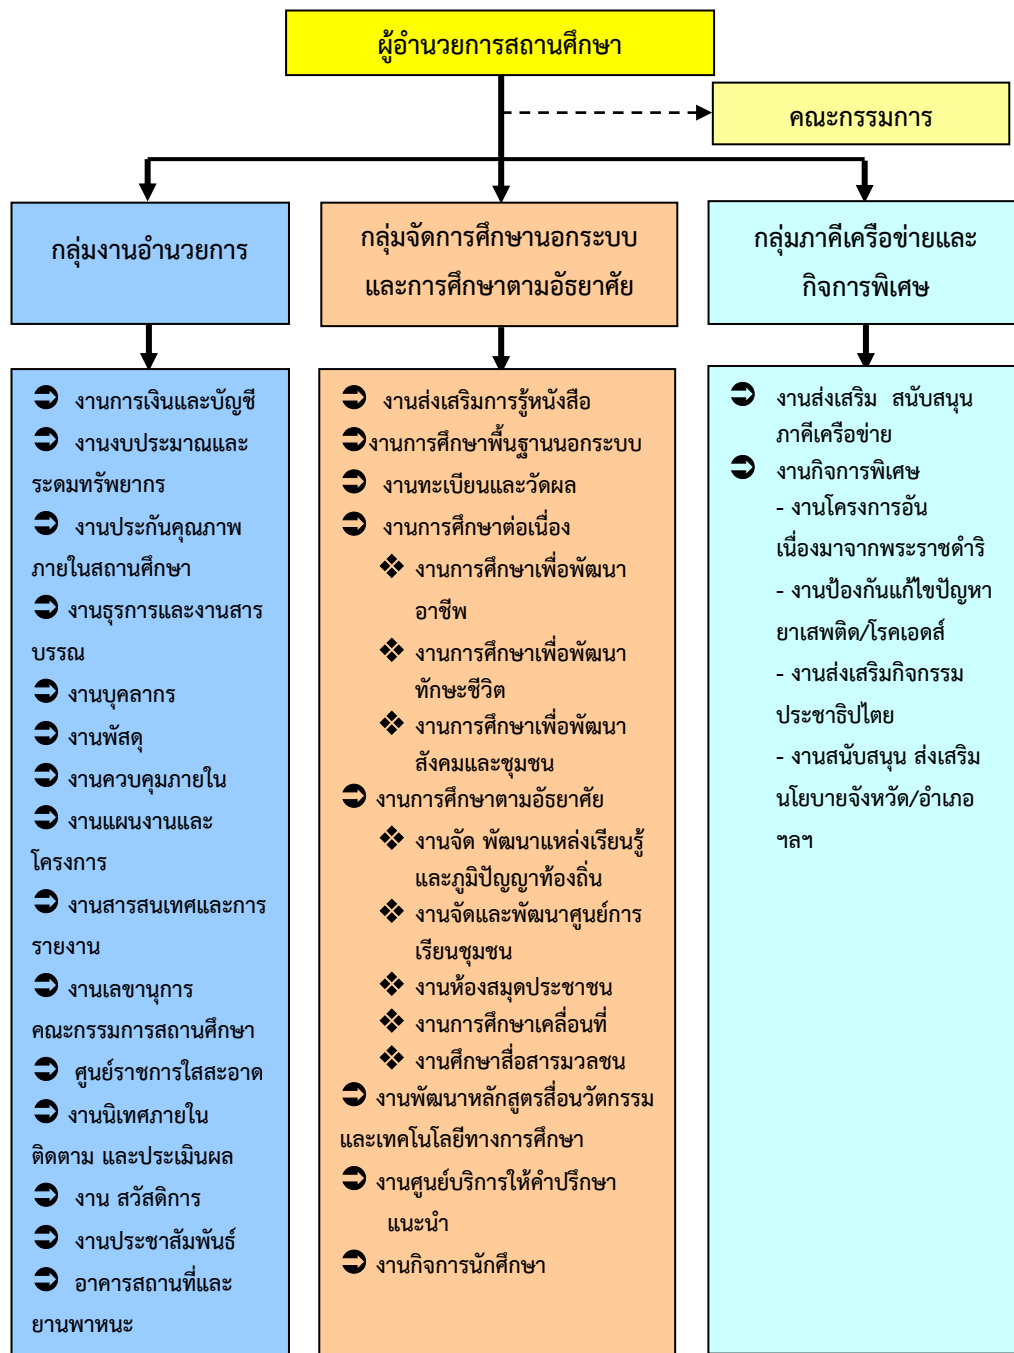 ผู้อำนวยการสถานศึกษา
คณะกรรมการ
กลุ่มงานอำนวยการ
กลุ่มจัดการศึกษานอกระบบ
และการศึกษาตามอัธยาศัย
กลุ่มภาคีเครือข่ายและ
กิจการพิเศษ
งานการเงินและบัญชี
งานงบประมาณและ
ระดมทรัพยากร
งานประกันคุณภาพ
ภายในสถานศึกษา
งานธุรการและงานสาร
บรรณ
งานบุคลากร
งานพัสดุ
งานควบคุมภายใน
งานแผนงานและ
โครงการ
งานสารสนเทศและการ
รายงาน
งานเลขานุการ
คณะกรรมการสถานศึกษา
ศูนย์ราชการใสสะอาด
งานนิเทศภายใน
ติดตาม และประเมินผล
งาน สวัสดิการ
งานประชาสัมพันธ์
อาคารสถานที่และ
ยานพาหนะ
งานส่งเสริมการรู้หนังสือ
งานการศึกษาพื้นฐานนอกระบบ
งานทะเบียนและวัดผล
งานการศึกษาต่อเนื่อง
งานการศึกษาเพื่อพัฒนา
อาชีพ
งานการศึกษาเพื่อพัฒนา
ทักษะชีวิต
งานการศึกษาเพื่อพัฒนา
สังคมและชุมชน
งานการศึกษาตามอัธยาศัย
งานจัด พัฒนาแหล่งเรียนรู้
และภูมิปัญญาท้องถิ่น
งานจัดและพัฒนาศูนย์การ
เรียนชุมชน
งานห้องสมุดประชาชน
งานการศึกษาเคลื่อนที่
งานศึกษาสื่อสารมวลชน
งานพัฒนาหลักสูตรสื่อนวัตกรรม
และเทคโนโลยีทางการศึกษา
งานศูนย์บริการให้คำปรึกษา
แนะนำ
งานกิจการนักศึกษา
งานส่งเสริม สนับสนุน
ภาคีเครือข่าย
งานกิจการพิเศษ
- งานโครงการอัน
เนื่องมาจากพระราชดำริ
- งานป้องกันแก้ไขปัญหา
ยาเสพติด/โรคเอดส์
- งานส่งเสริมกิจกรรม
ประชาธิปไตย
- งานสนับสนุน ส่งเสริม
นโยบายจังหวัด/อำเภอ
ฯลฯ